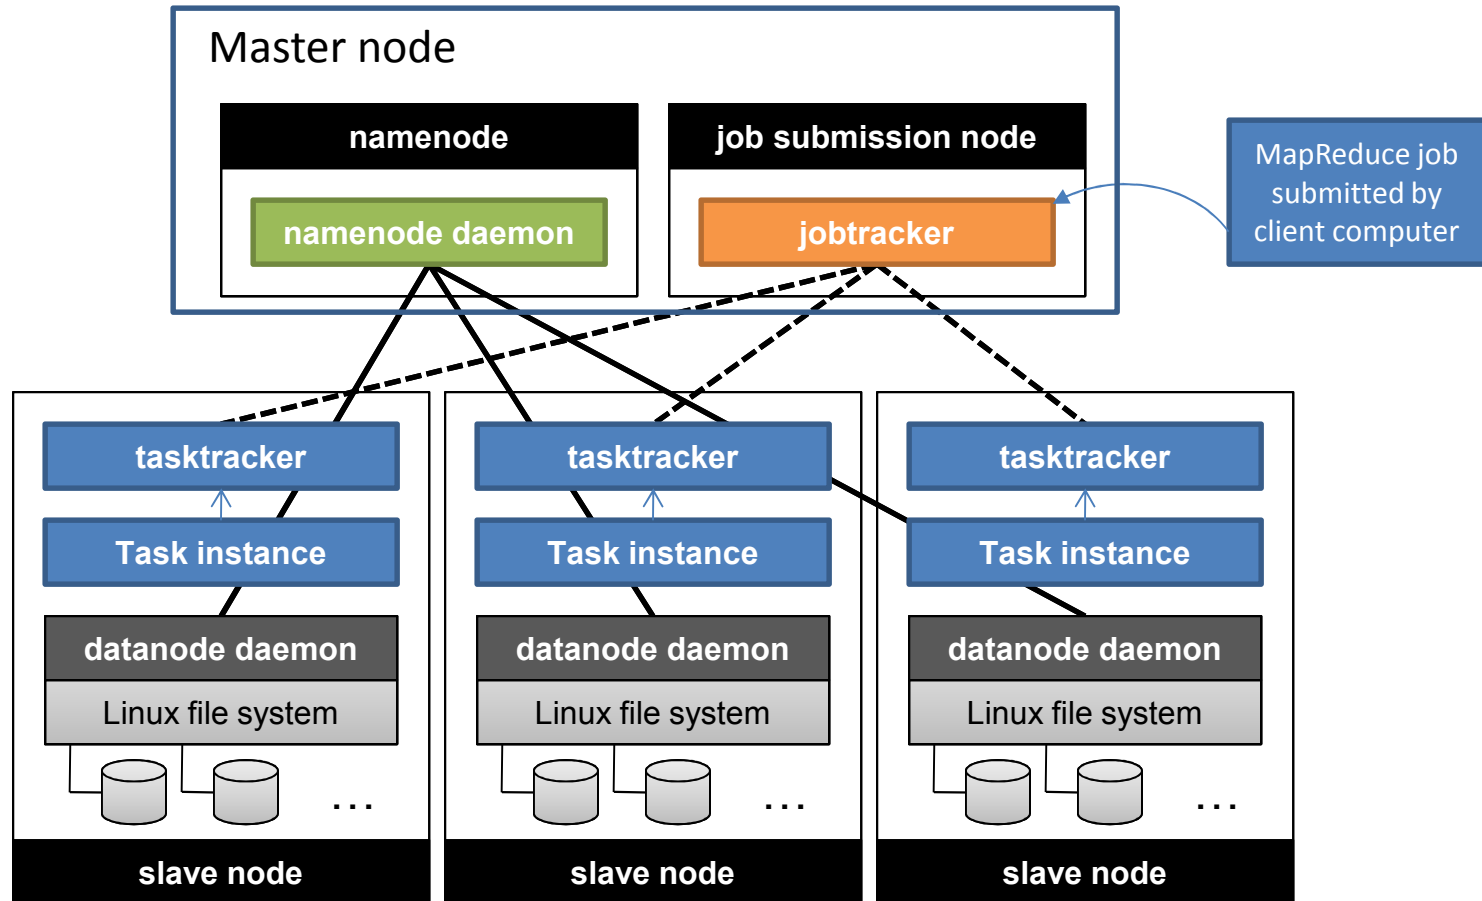 Master node
namenode
job submission node
namenode daemon
jobtracker
MapReduce job
submitted by
client computer
tasktracker
tasktracker
tasktracker
Task instance
Task instance
Task instance
datanode daemon
datanode daemon
datanode daemon
Linux file system
Linux file system
Linux file system
...
...
...
slave node
slave node
slave node